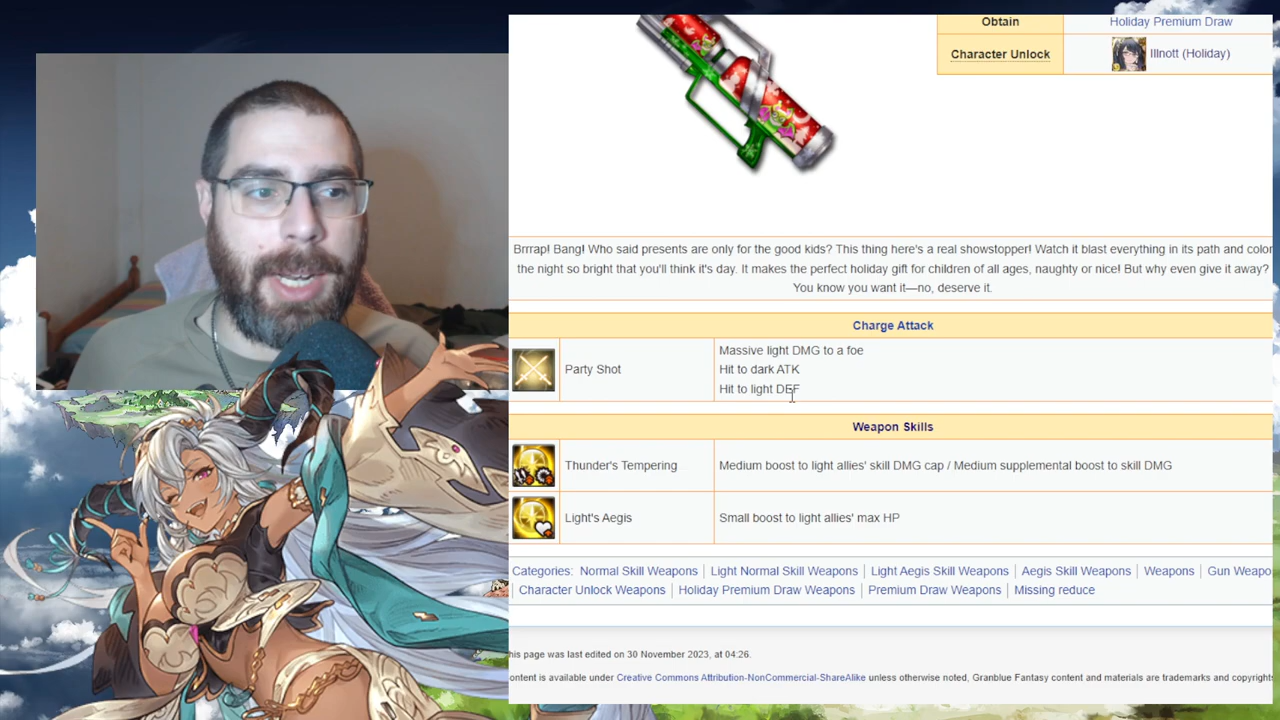 Obtain Holiday Premium Draw
Character Unlock Illnott (Holiday)
Brrrap! Bang! Who said presents are only for the good kids? This thing here's a real showstopper! Watch it blast everything in its path and color
the night so bright that you'll think it's day. It makes the perfect holiday gift for children of all ages, naughty or nice! But why even give it away?
You know you want it—no, deserve it.
Charge Attack
Party Shot
Massive light DMG to a foe
Hit to dark ATK
Hit to light DEF
Weapon Skills
Thunder's Tempering Medium boost to light allies' skill DMG cap / Medium supplemental boost to skill DMG
Light's Aegis Small boost to light allies' max HP
Categories: Normal Skill Weapons | Light Normal Skill Weapons | Light Aegis Skill Weapons | Aegis Skill Weapons | Weapons | Gun Weapo
| Character Unlock Weapons | Holiday Premium Draw Weapons | Premium Draw Weapons | Missing reduce
his page was last edited on 30 November 2023, at 04:26.
ontent is available under Creative Commons Attribution-NonCommercial-ShareAlike unless otherwise noted, Granblue Fantasy content and materials are trademarks and copyrights